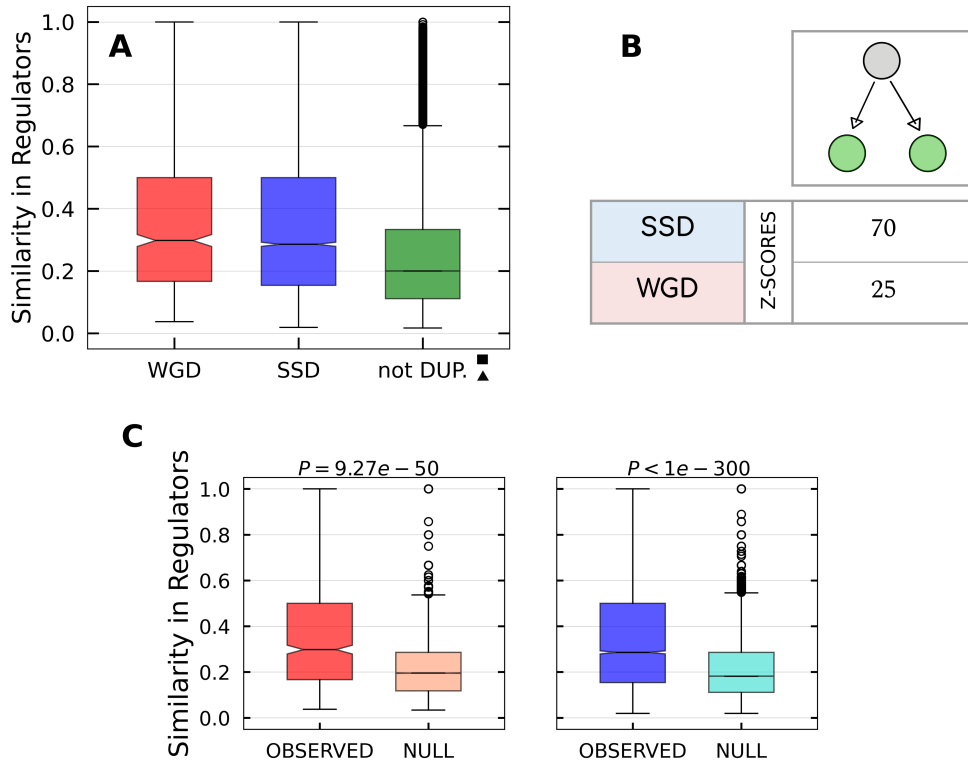 A
Similarity in Regulators
1.0
0.8
0.6
0.4
0.2
0.0
WGD
SSD
not DUP. ■
▲
B
SSD
WGD
Z-SCORES
70
25
C
Similarity in Regulators
P = 9.27e − 50
1.0
0.8
0.6
0.4
0.2
0.0
OBSERVED
NULL
P < 1e − 300
OBSERVED
NULL